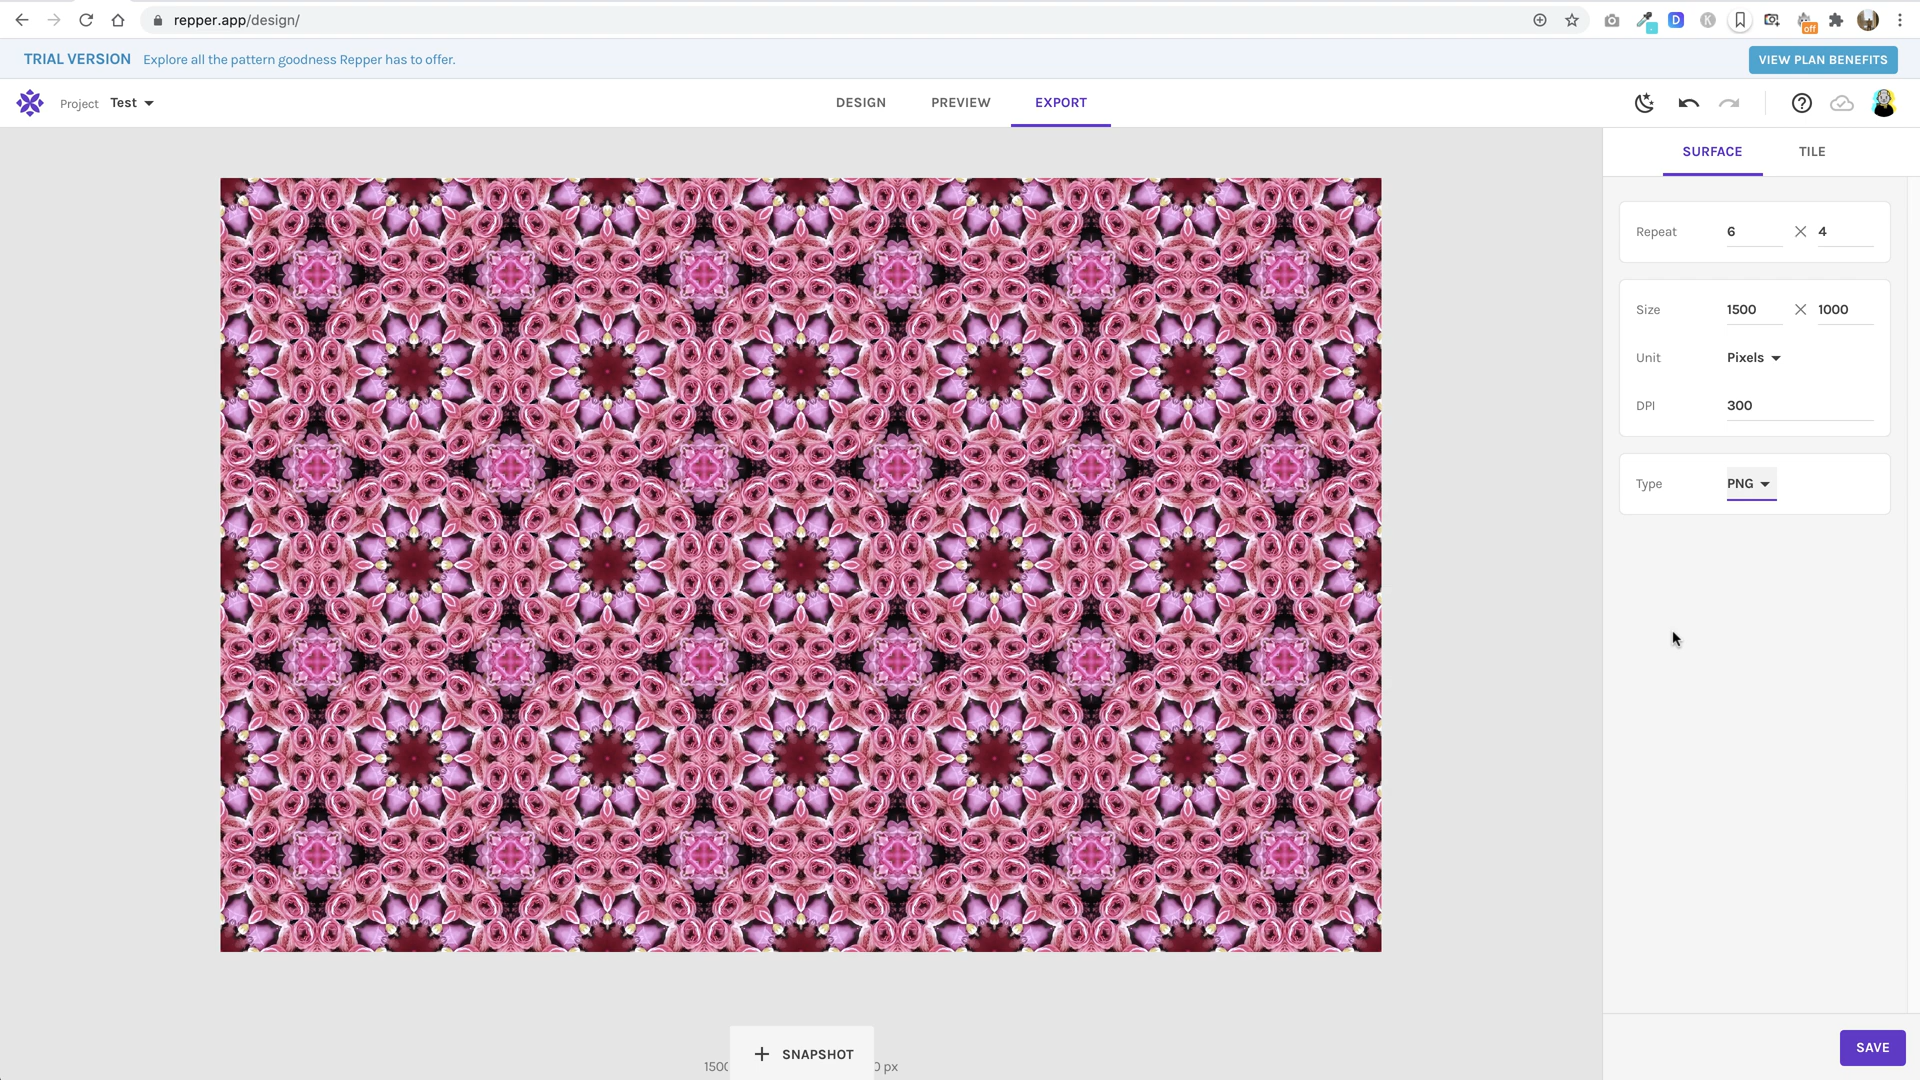 repper.app/design/
D
K
off
TRIAL VERSION Explore all the pattern goodness Repper has to offer.
VIEW PLAN BENEFITS
Project Test
DESIGN PREVIEW EXPORT
SURFACE TILE
Repeat 6 × 4
Size 1500 × 1000
Unit Pixels
DPI 300
Type PNG
+ SNAPSHOT
px
SAVE